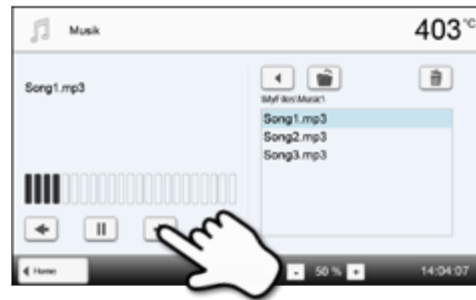 Musik
403 °C
Song1.mp3
\MyFiles\Music\
Song1.mp3
Song2.mp3
Song3.mp3
Home
- 50 % +
14:04:07